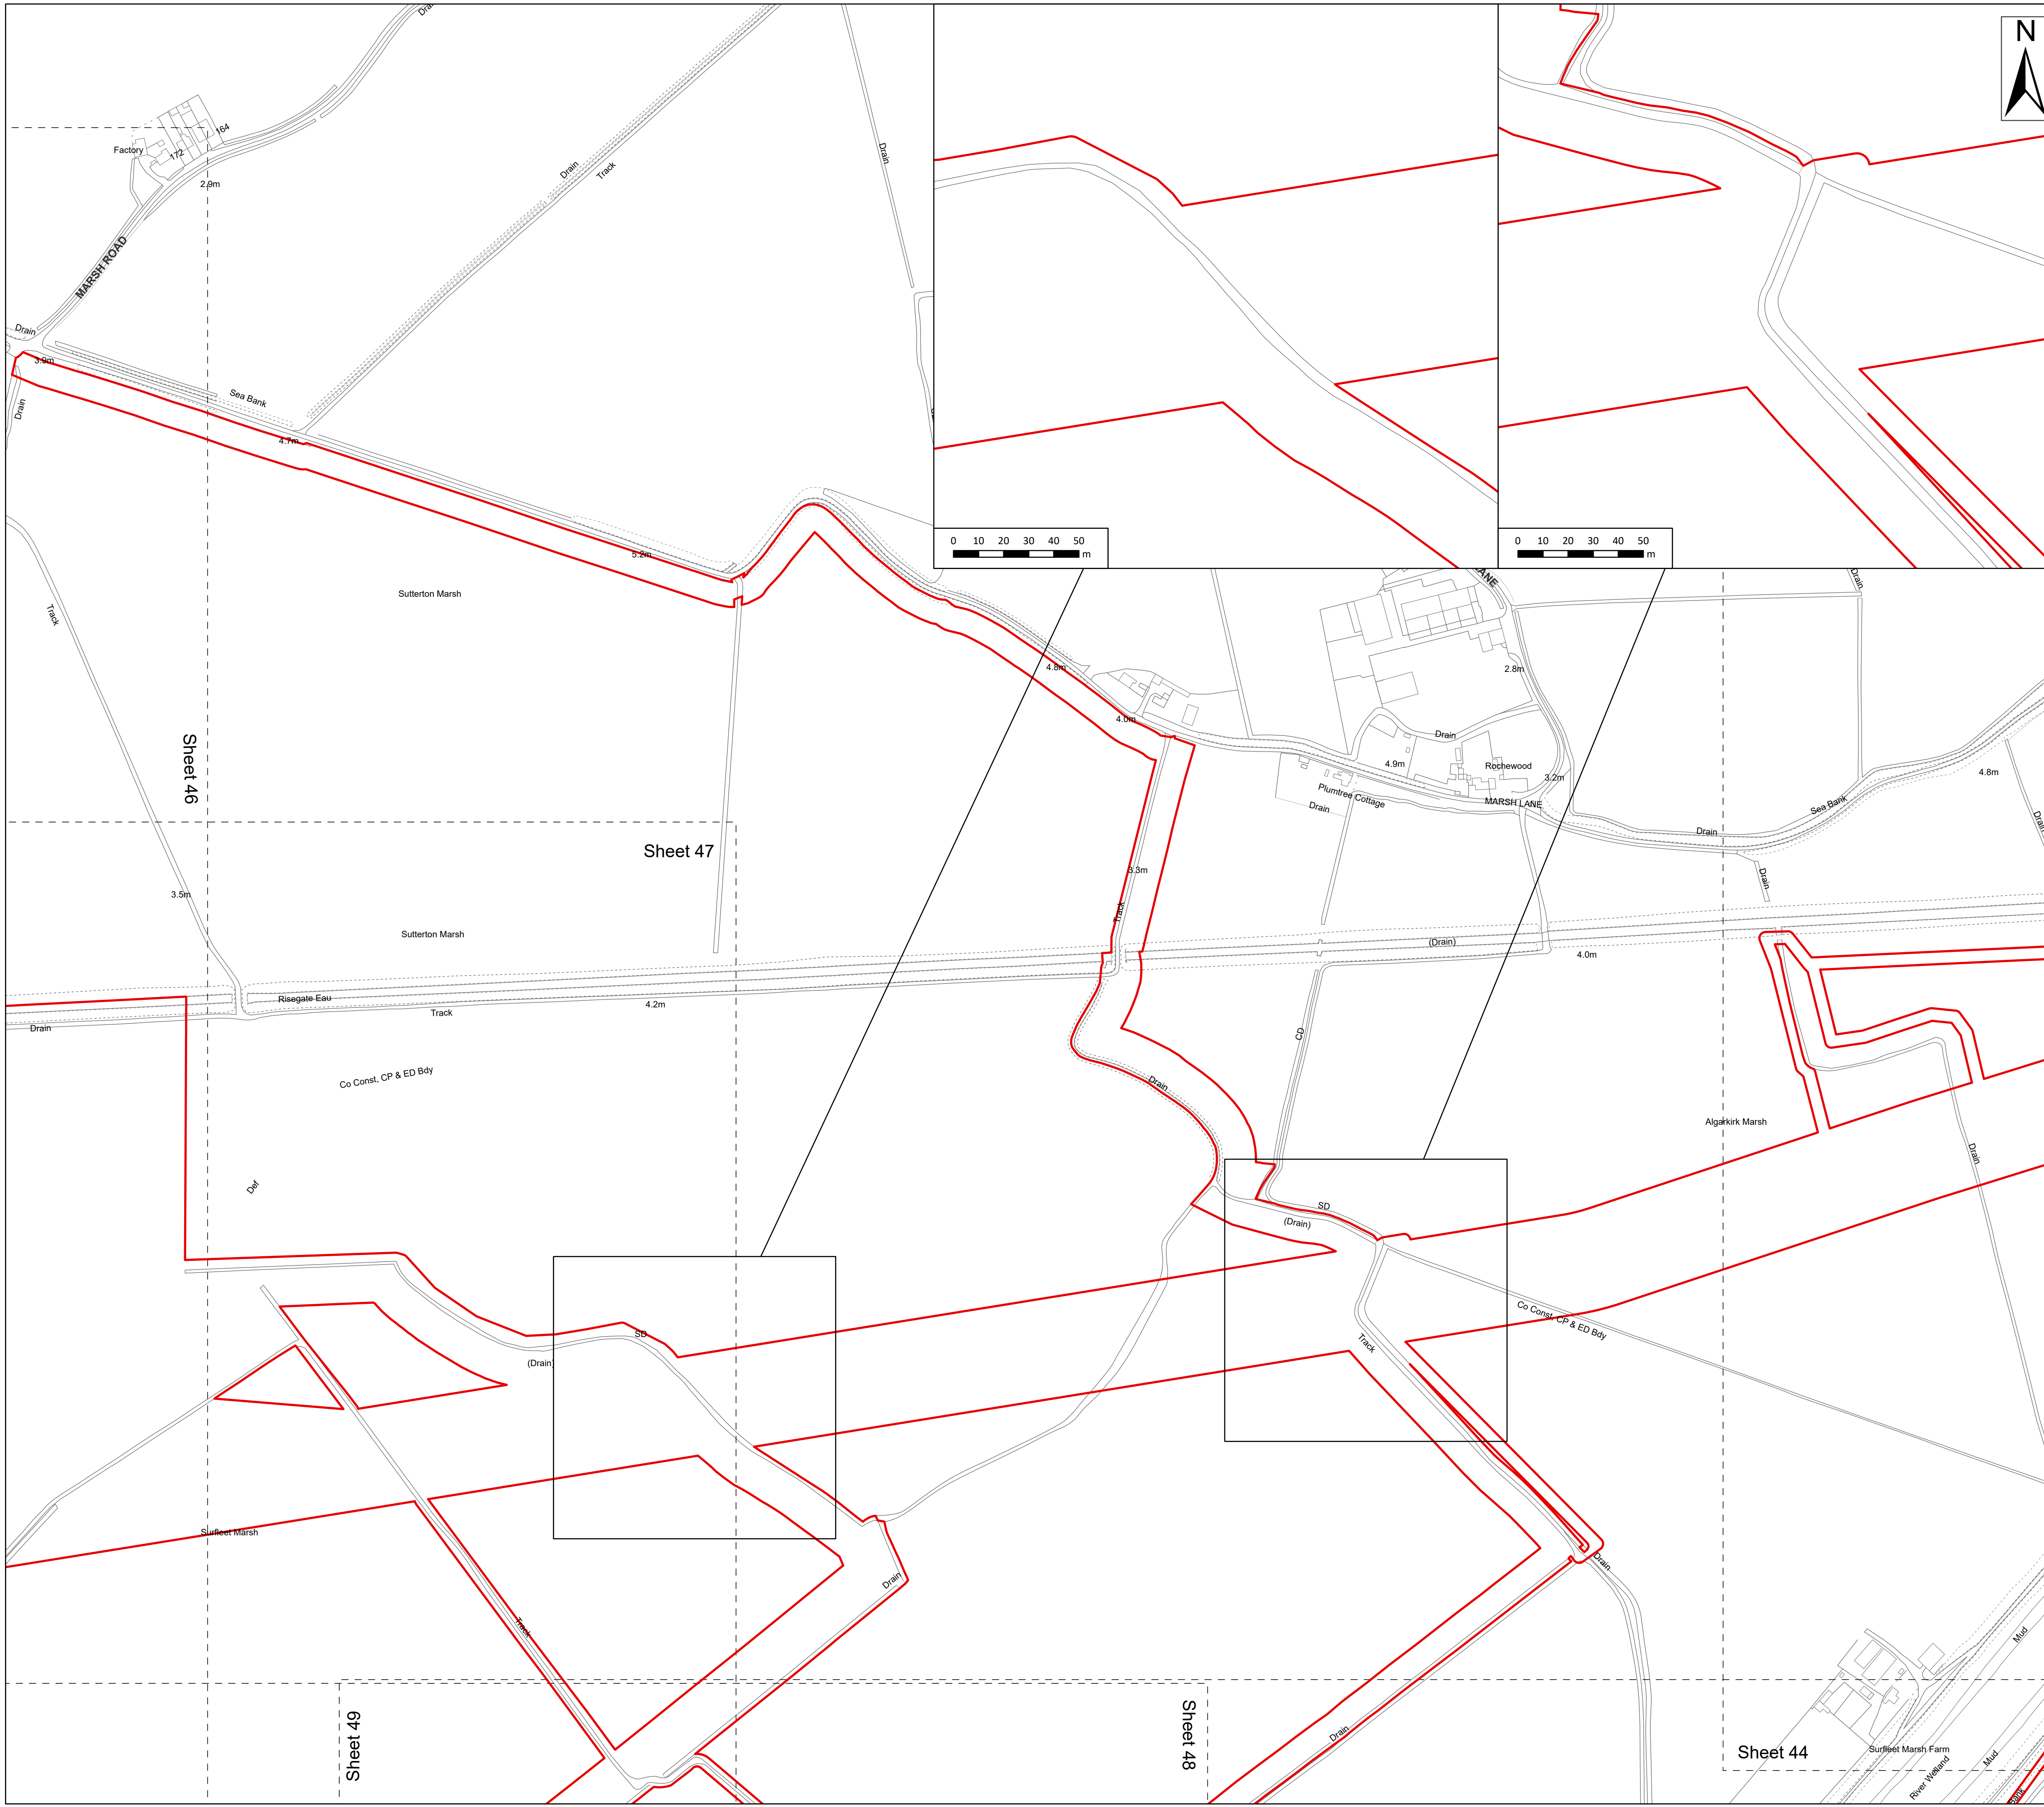 Drain
N
164
172
Factory
2.9m
Drain
Track
Drain
MARSH ROAD
Drain
3.9m
Drain
Sea Bank
4.7m
5.2m
0 10 20 30 40 50 m
0 10 20 30 40 50 m
Sutterton Marsh
Track
LANE
Drain
4.8m
2.8m
4.0m
Drain
4.9m
Rochewood
3.2m
4.8m
Plumtree Cottage
Drain
MARSH LANE
Sea Bank
Drain
Drain
Sheet 46
Sheet 47
3.3m
Drain
3.5m
Track
Sutterton Marsh
(Drain)
4.0m
Risegate Eau
4.2m
Track
Drain
CD
Co Const, CP & ED Bdy
Drain
Algarkirk Marsh
Drain
Def
SD
(Drain)
Co Const, CP & ED Bdy
SD
Track
(Drain)
Surfleet Marsh
Drain
Drain
Track
Mud
Sheet 49
Sheet 48
Drain
Sheet 44
Surfleet Marsh Farm
River Welland
Mud